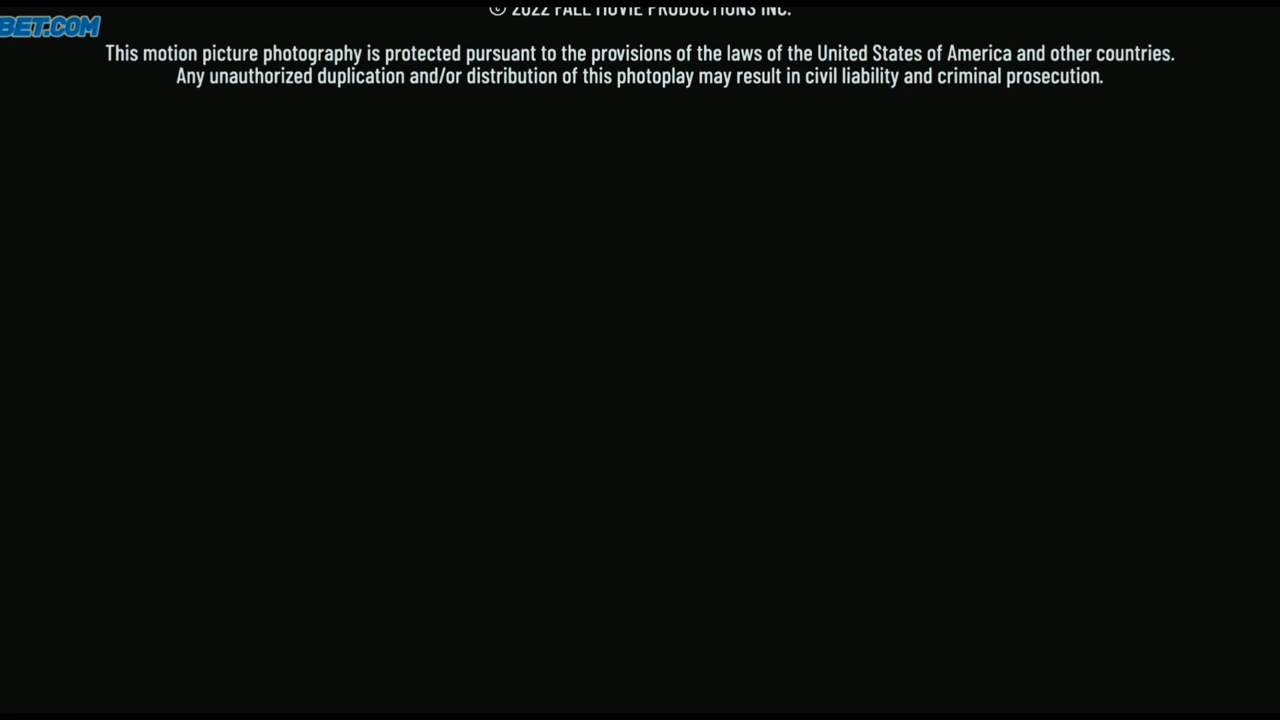 © 2022 FALL MOVIE PRODUCTIONS INC.
BET.COM
This motion picture photography is protected pursuant to the provisions of the laws of the United States of America and other countries.
Any unauthorized duplication and/or distribution of this photoplay may result in civil liability and criminal prosecution.